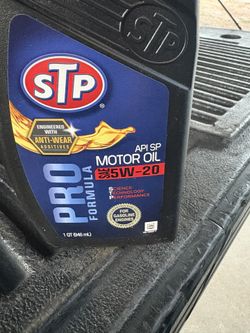 STP
STP
ENGINEERED WITH
ANTI-WEAR
ADDITIVES
API SP
MOTOR OIL
SAE 5W-20
SCIENCE
TECHNOLOGY
PERFORMANCE
PRO
FORMULA
FOR
GASOLINE
ENGINES
1 QT (946 mL)